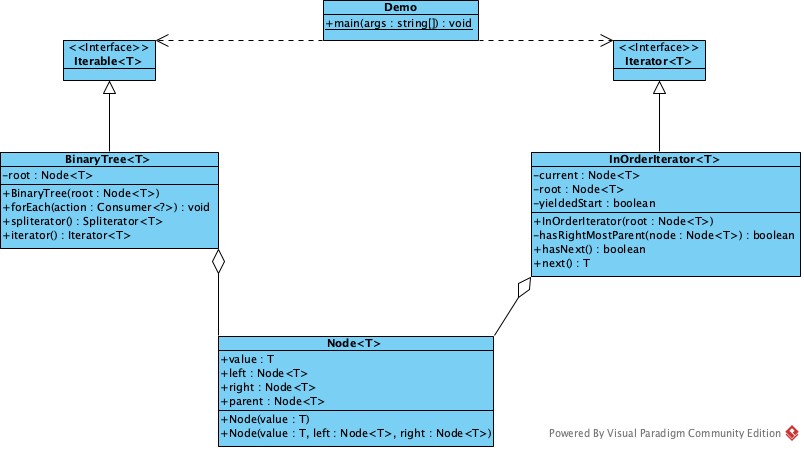 Demo
+main(args : string[]) : void
<<Interface>>
Iterable<T>
<<Interface>>
Iterator<T>
BinaryTree<T>
-root : Node<T>
+BinaryTree(root : Node<T>)
+forEach(action : Consumer<?>) : void
+spliterator() : Spliterator<T>
+iterator() : Iterator<T>
InOrderIterator<T>
-current : Node<T>
-root : Node<T>
-yieldedStart : boolean
+InOrderIterator(root : Node<T>)
-hasRightMostParent(node : Node<T>) : boolean
+hasNext() : boolean
+next() : T
Node<T>
+value : T
+left : Node<T>
+right : Node<T>
+parent : Node<T>
+Node(value : T)
+Node(value : T, left : Node<T>, right : Node<T>)
Powered By Visual Paradigm Community Edition